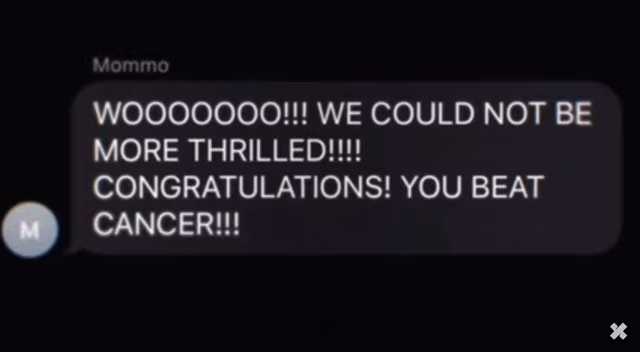 Mommo
WOOOOOOO!!! WE COULD NOT BE
MORE THRILLED!!!!
CONGRATULATIONS! YOU BEAT
CANCER!!!
M